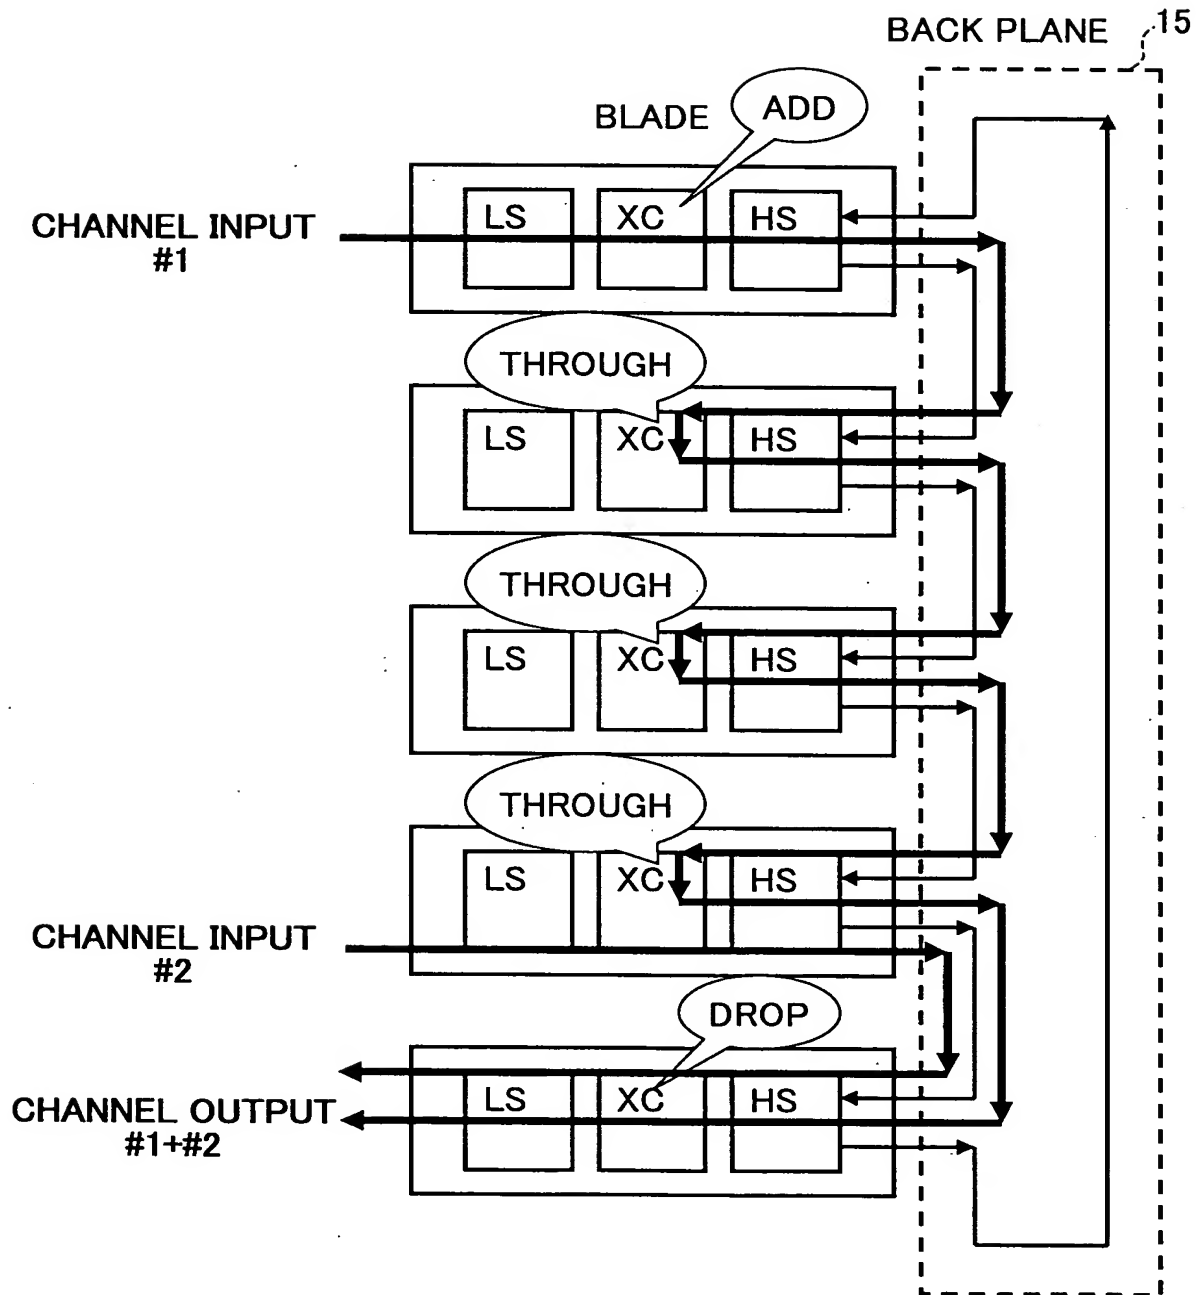 BACK PLANE
15
BLADE
ADD
LS
XC
HS
CHANNEL INPUT
#1
THROUGH
LS
XC
HS
THROUGH
LS
XC
HS
THROUGH
LS
XC
HS
CHANNEL INPUT
#2
DROP
LS
XC
HS
CHANNEL OUTPUT
#1+#2